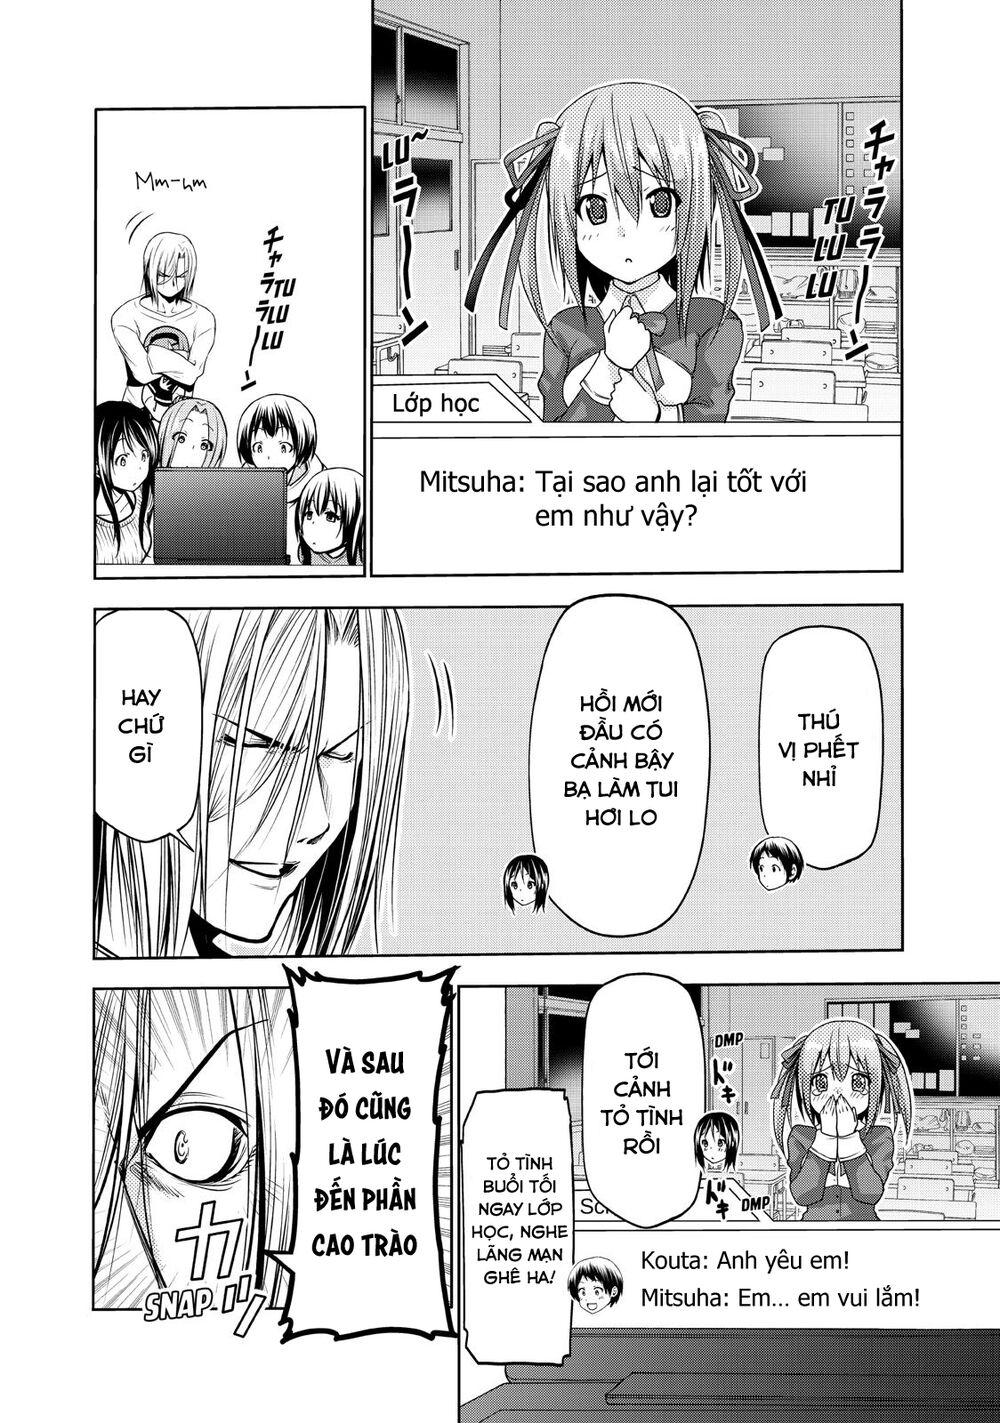 チャララ〜ン
TU
LU
LU
LU~
ルラ〜
Lớp học
Mitsuha: Tại sao anh lại tốt với
em như vậy?
Mm-hm
チャラララ〜ン
TU
LU
LU
LU
THÚ
VỊ PHẾT
NHỈ
HỒI MỚI
ĐẦU CÓ
CẢNH BẬY
BẠ LÀM TUI
HƠI LO
HAY
CHỨ
GÌ
DMP
ドキ
TỚI
CẢNH
TỎ TÌNH
RỒI
ドキ
DMP
Kouta: Anh yêu em!
Mitsuha: Em... em vui lắm!
TỎ TÌNH
BUỔI TỐI
NGAY LỚP
HỌC, NGHE
LÃNG MẠN
GHÊ HA!
VÀ SAU
ĐÓ CŨNG
LÀ LÚC
ĐẾN PHẦN
CAO TRÀO
カッ
SNAP